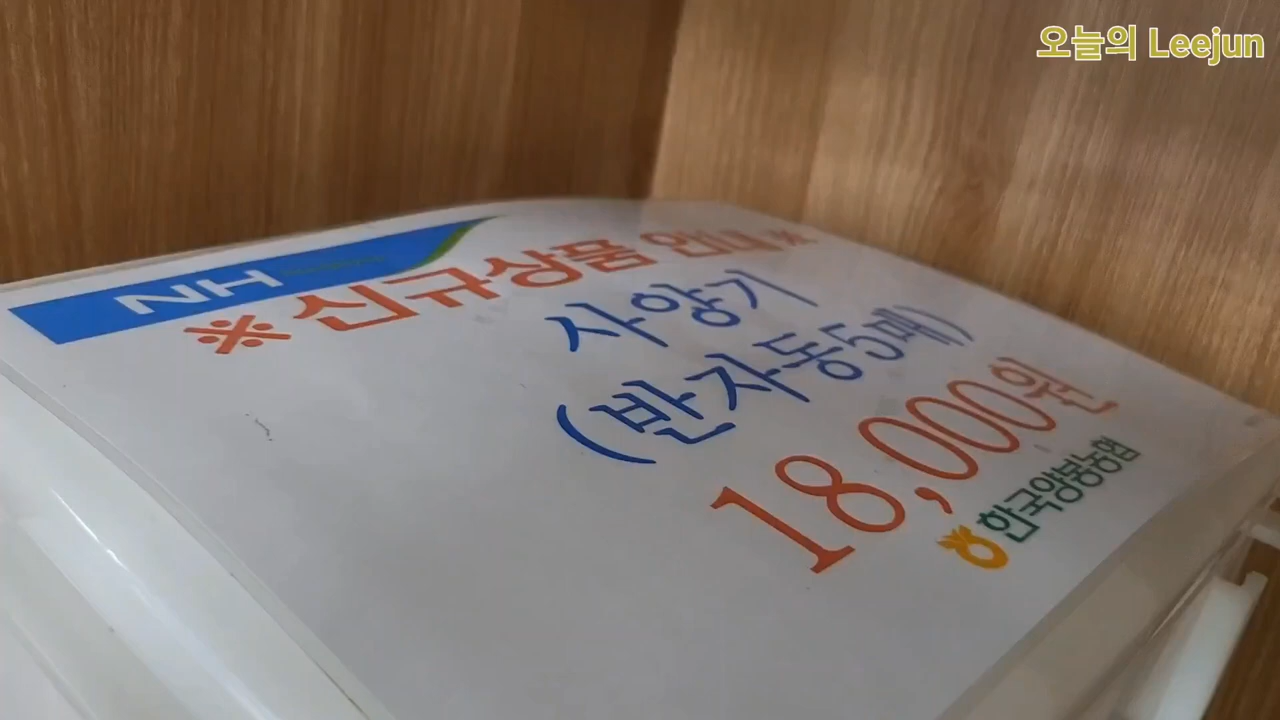 오늘의 Leejun
NH
※신규상품 안내※
사양기
(반자동5매)
18,000원
한국양봉농협